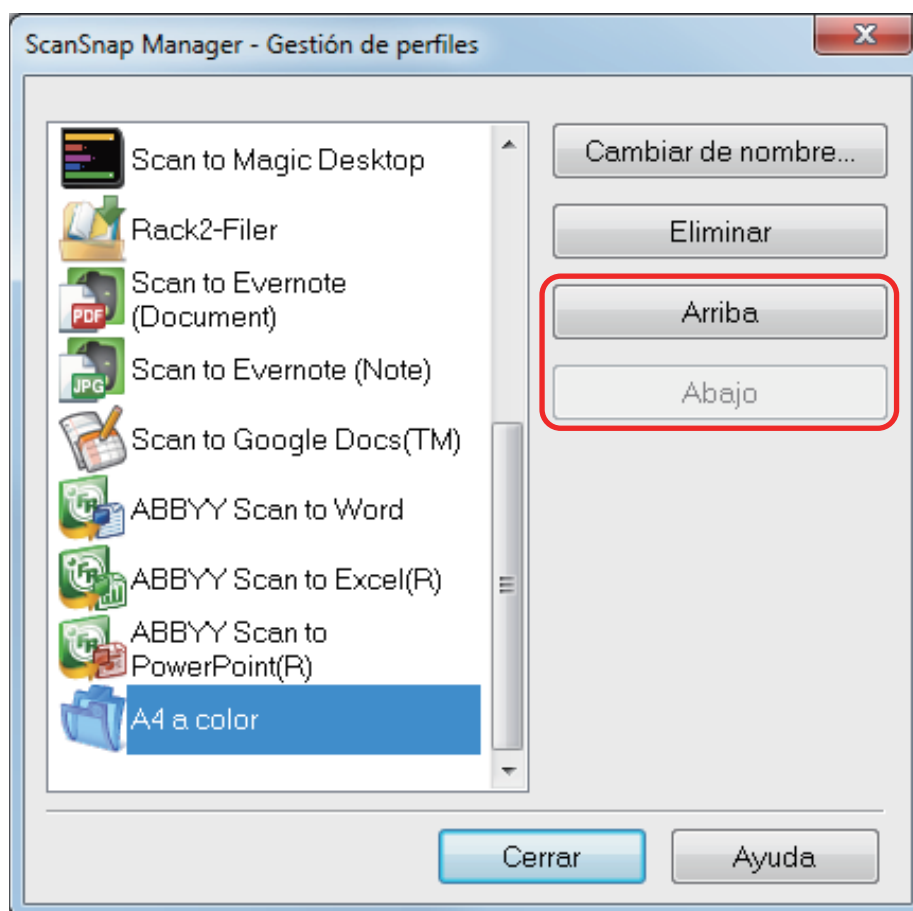 ScanSnap Manager - Gestión de perfiles
Scan to Magic Desktop
Rack2-Filer
Scan to Evernote
(Document)
PDF
Scan to Evernote (Note)
JPG
Scan to Google Docs(TM)
ABBYY Scan to Word
ABBYY Scan to Excel(R)
ABBYY Scan to
PowerPoint(R)
A4 a color
Cambiar de nombre...
Eliminar
Arriba
Abajo
Cerrar
Ayuda